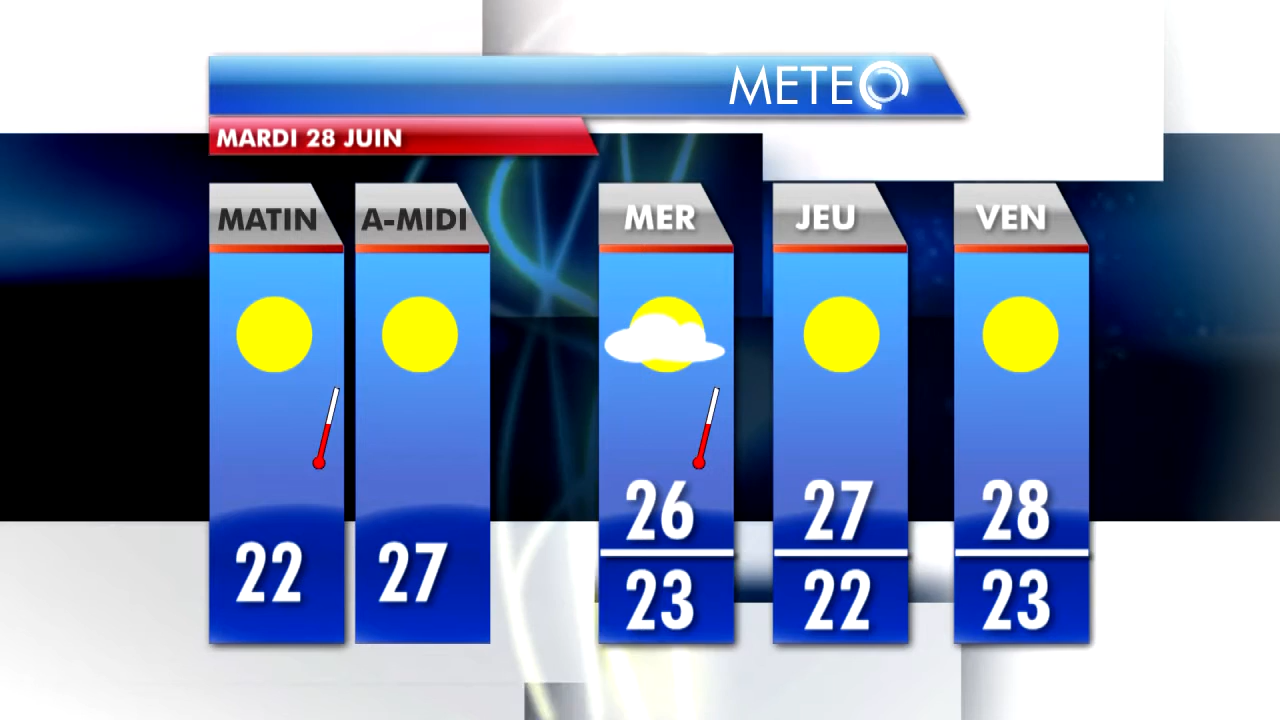 METEO
MARDI 28 JUIN
MATIN
A-MIDI
MER
JEU
VEN
22
27
26
23
27
22
28
23